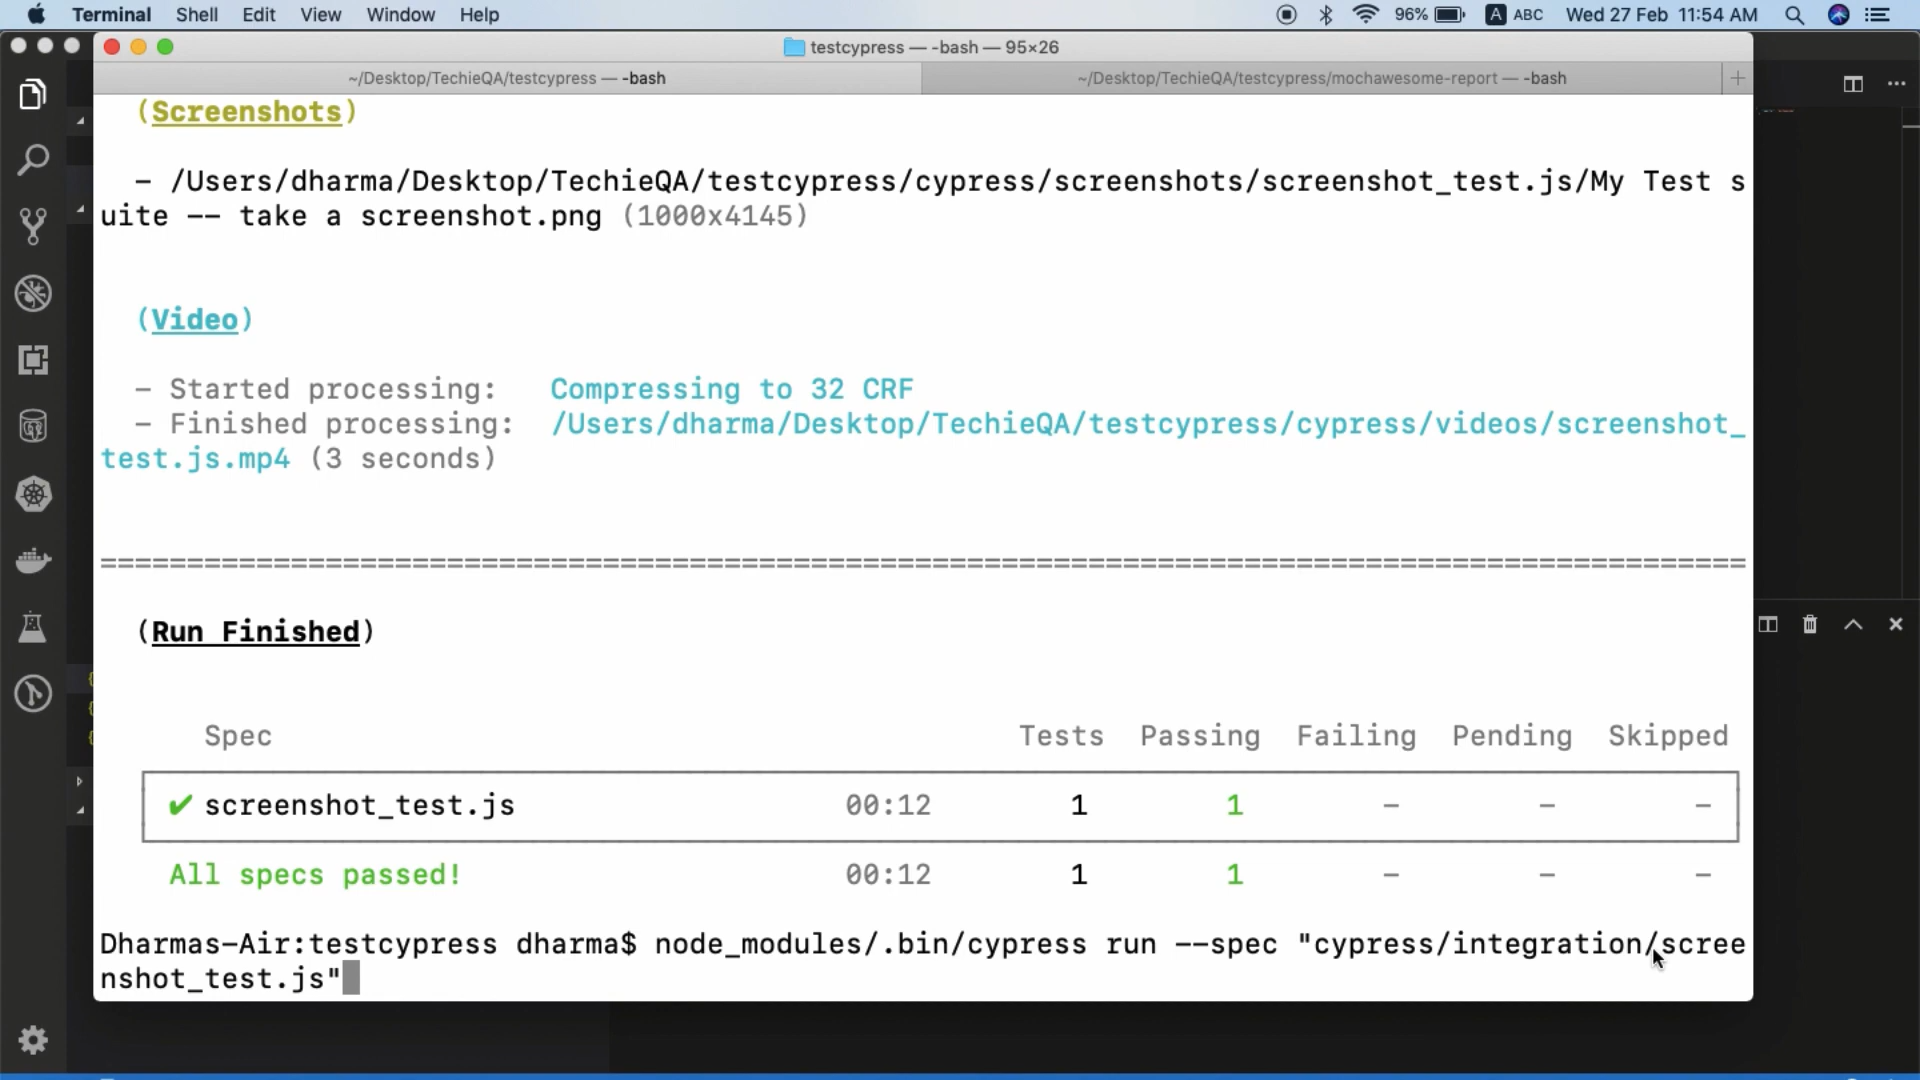 Terminal Shell Edit View Window Help 96% A ABC Wed 27 Feb 11:54 AM
testcypress — -bash — 95×26
~/Desktop/TechieQA/testcypress — -bash ~/Desktop/TechieQA/testcypress/mochawesome-report — -bash +
(Screenshots)
- /Users/dharma/Desktop/TechieQA/testcypress/cypress/screenshots/screenshot_test.js/My Test s
uite -- take a screenshot.png (1000x4145)
(Video)
- Started processing: Compressing to 32 CRF
- Finished processing: /Users/dharma/Desktop/TechieQA/testcypress/cypress/videos/screenshot_
test.js.mp4 (3 seconds)
===============================================================================================
(Run Finished)
Spec Tests Passing Failing Pending Skipped
✔ screenshot_test.js 00:12 1 1 - - -
All specs passed! 00:12 1 1 - - -
Dharmas-Air:testcypress dharma$ node_modules/.bin/cypress run --spec "cypress/integration/scree
nshot_test.js"